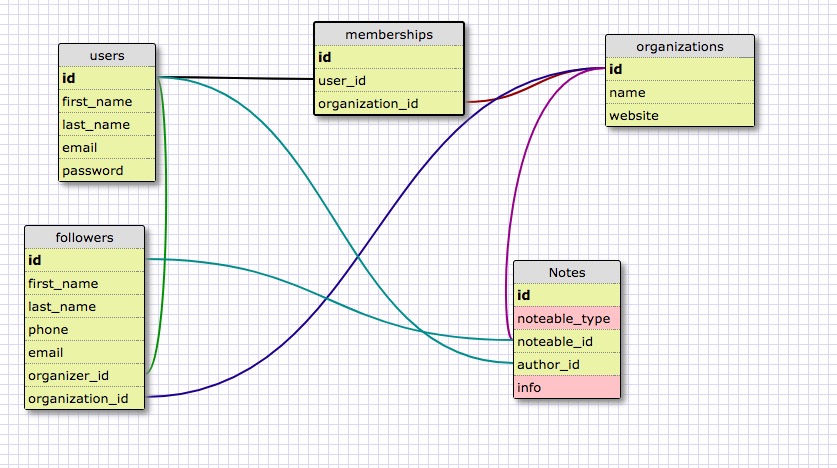 users
id
first_name
last_name
email
password
memberships
id
user_id
organization_id
organizations
id
name
website
followers
id
first_name
last_name
phone
email
organizer_id
organization_id
Notes
id
noteable_type
noteable_id
author_id
info